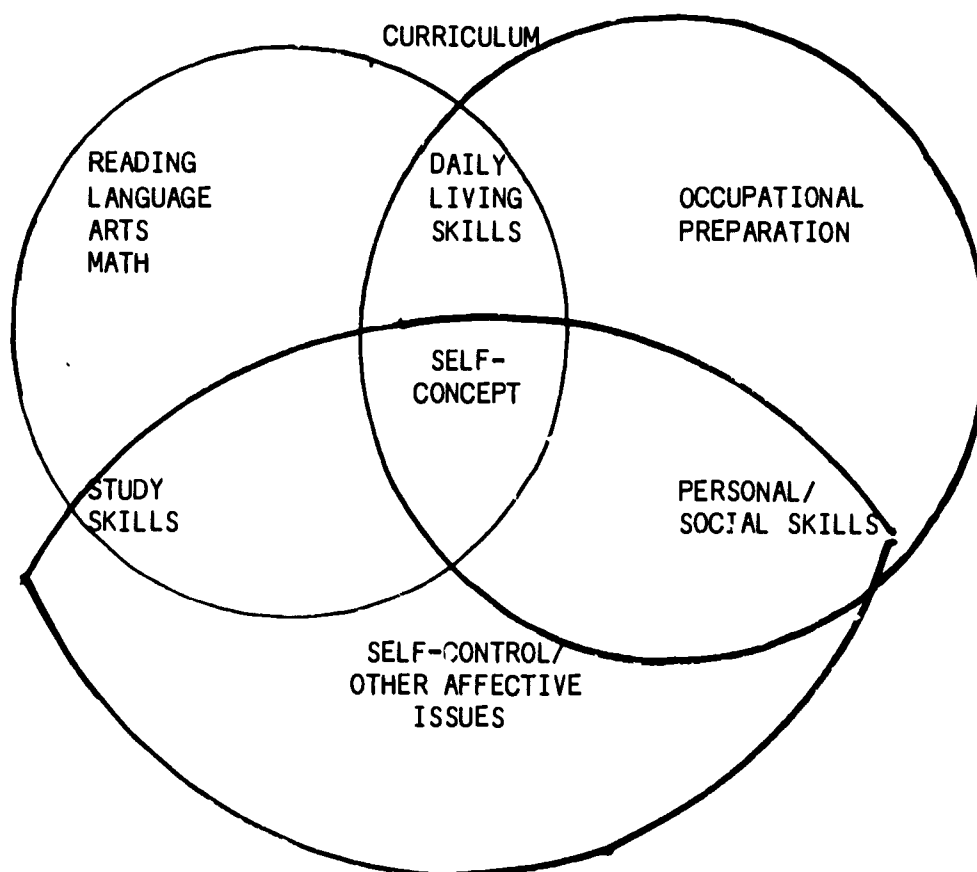 CURRICULUM
READING
LANGUAGE
ARTS
MATH
DAILY
LIVING
SKILLS
OCCUPATIONAL
PREPARATION
SELF-
CONCEPT
STUDY
SKILLS
PERSONAL/
SOCIAL SKILLS
SELF-CONTROL/
OTHER AFFECTIVE
ISSUES